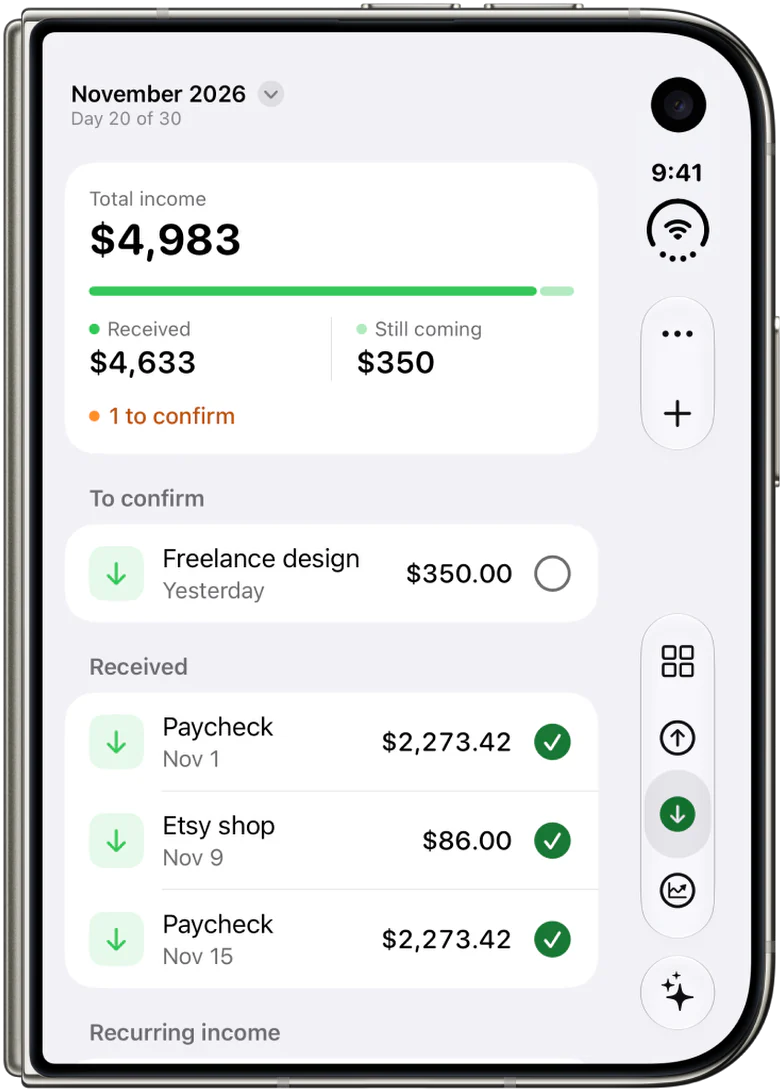 November 2026
Day 20 of 30
9:41
Total income
$4,983
Received
$4,633
Still coming
$350
1 to confirm
To confirm
Freelance design
Yesterday
$350.00
Received
Paycheck
Nov 1
$2,273.42
Etsy shop
Nov 9
$86.00
Paycheck
Nov 15
$2,273.42
Recurring income